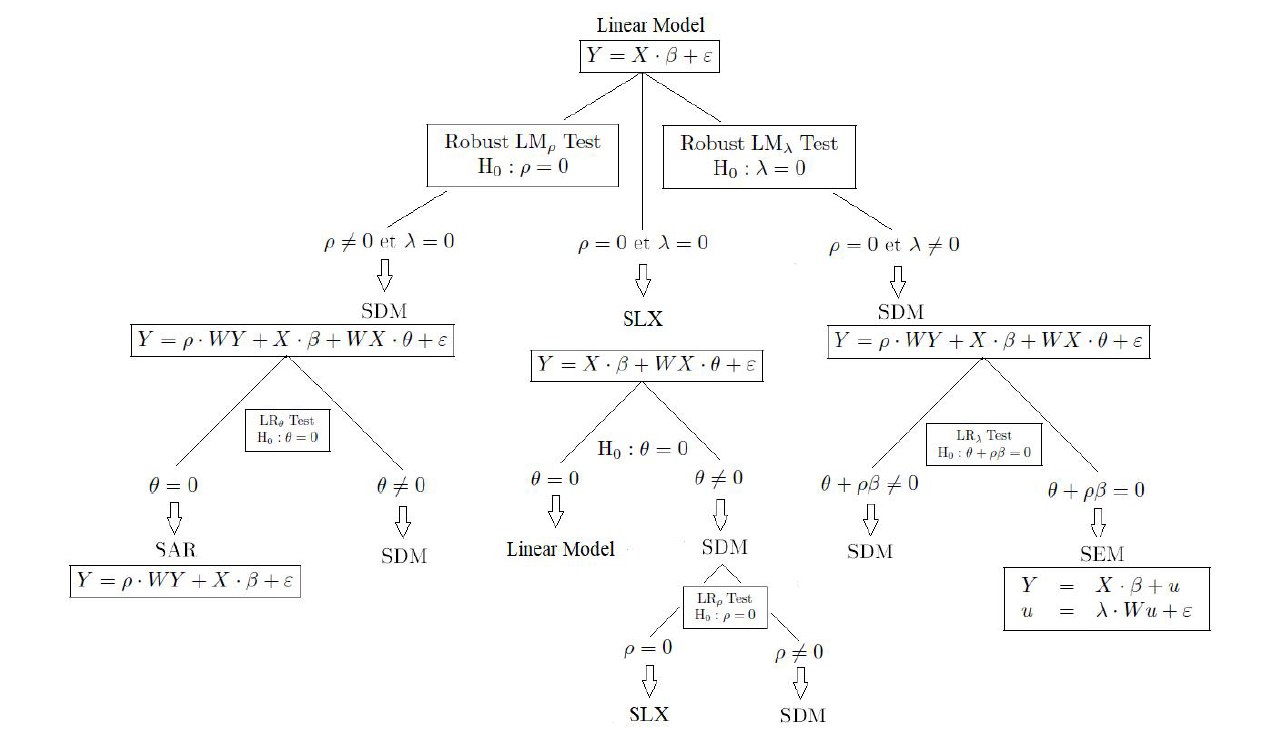 Linear Model
Y = X · β + ε
Robust LMρ Test
H₀ : ρ = 0
Robust LMλ Test
H₀ : λ = 0
ρ ≠ 0 et λ = 0
ρ = 0 et λ = 0
ρ = 0 et λ ≠ 0
SDM
Y = ρ · WY + X · β + WX · θ + ε
SLX
Y = X · β + WX · θ + ε
SDM
Y = ρ · WY + X · β + WX · θ + ε
LRθ Test
H₀ : θ = 0
θ = 0
θ ≠ 0
SAR
Y = ρ · WY + X · β + ε
SDM
H₀ : θ = 0
θ = 0
θ ≠ 0
Linear Model
SDM
LRρ Test
H₀ : ρ = 0
ρ = 0
ρ ≠ 0
SLX
SDM
LRλ Test
H₀ : θ + ρβ = 0
θ + ρβ ≠ 0
θ + ρβ = 0
SDM
SEM
Y = X · β + u
u = λ · Wu + ε